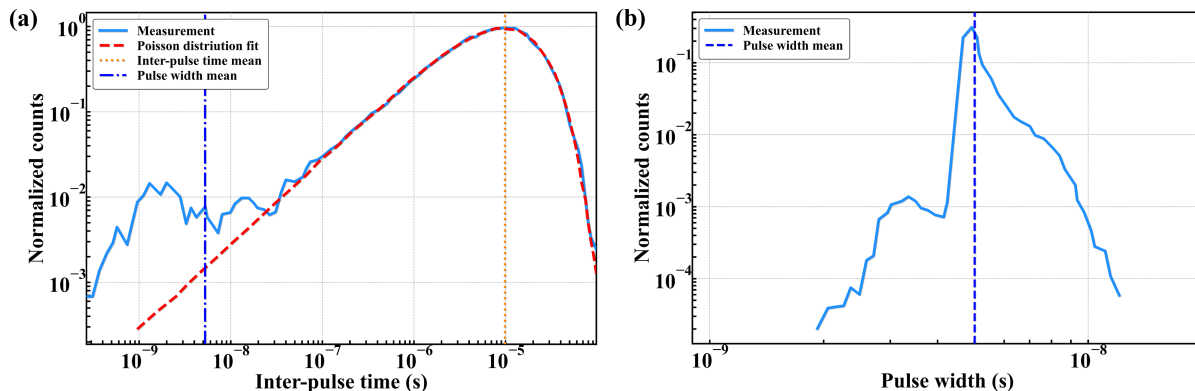 (a)
Measurement
Poisson distriution fit
Inter-pulse time mean
Pulse width mean
Normalized counts
10⁰
10⁻¹
10⁻²
10⁻³
10⁻⁹
10⁻⁸
10⁻⁷
10⁻⁶
10⁻⁵
Inter-pulse time (s)
(b)
Measurement
Pulse width mean
Normalized counts
10⁻¹
10⁻²
10⁻³
10⁻⁴
10⁻⁹
10⁻⁸
Pulse width (s)